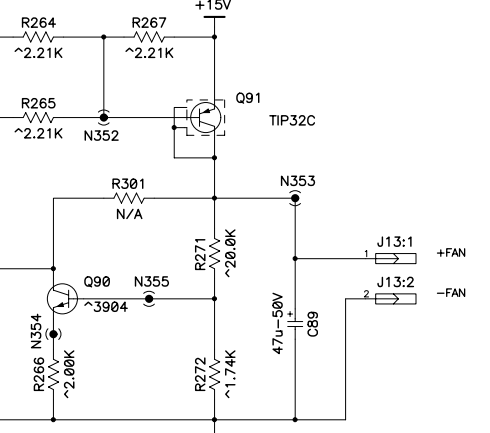 +15V
R264
R267
^2.21K
^2.21K
Q91
R265
TIP32C
^2.21K
N352
R301
N353
N/A
R271
^20.0K
J13:1
+FAN
1
Q90
N355
J13:2
-FAN
2
^3904
N354
47u-50V
+
C89
R266
^2.00K
R272
^1.74K